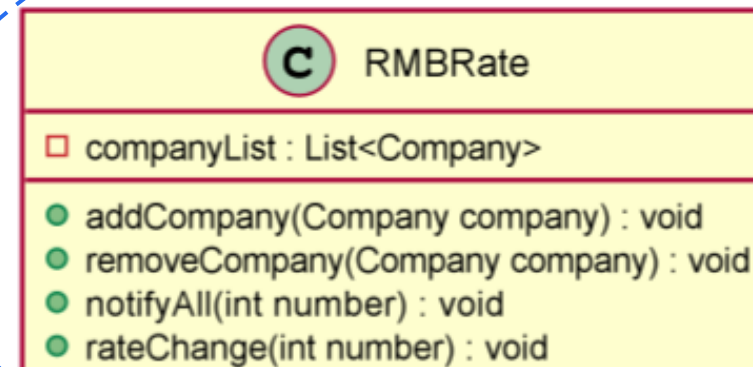 C RMBRate
companyList : List<Company>
addCompany(Company company) : void
removeCompany(Company company) : void
notifyAll(int number) : void
rateChange(int number) : void